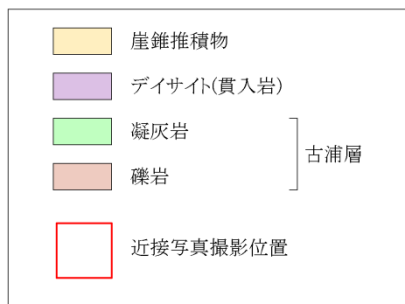 崖錐推積物
デイサイト(貫入岩)
凝灰岩
礫岩
古浦層
近接写真撮影位置